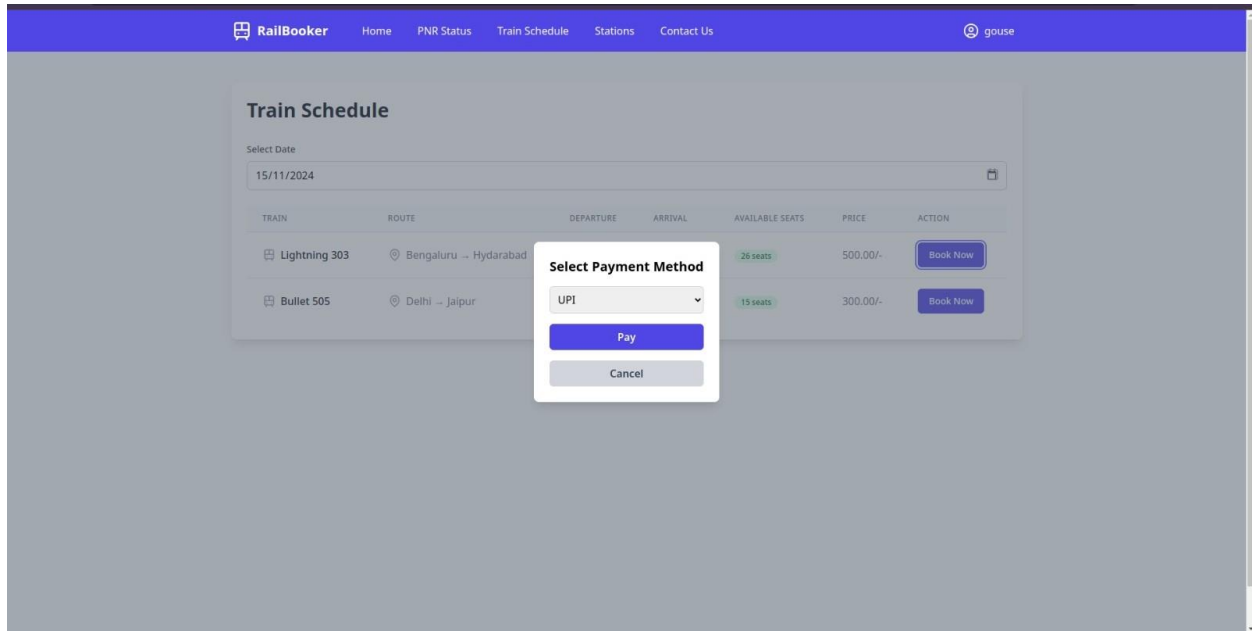 RailBooker Home PNR Status Train Schedule Stations Contact Us gouse
Train Schedule
Select Date
15/11/2024
TRAIN ROUTE DEPARTURE ARRIVAL AVAILABLE SEATS PRICE ACTION
Lightning 303 Bengaluru → Hydarabad 26 seats 500.00/- Book Now
Bullet 505 Delhi → Jaipur 15 seats 300.00/- Book Now
Select Payment Method
UPI
Pay
Cancel